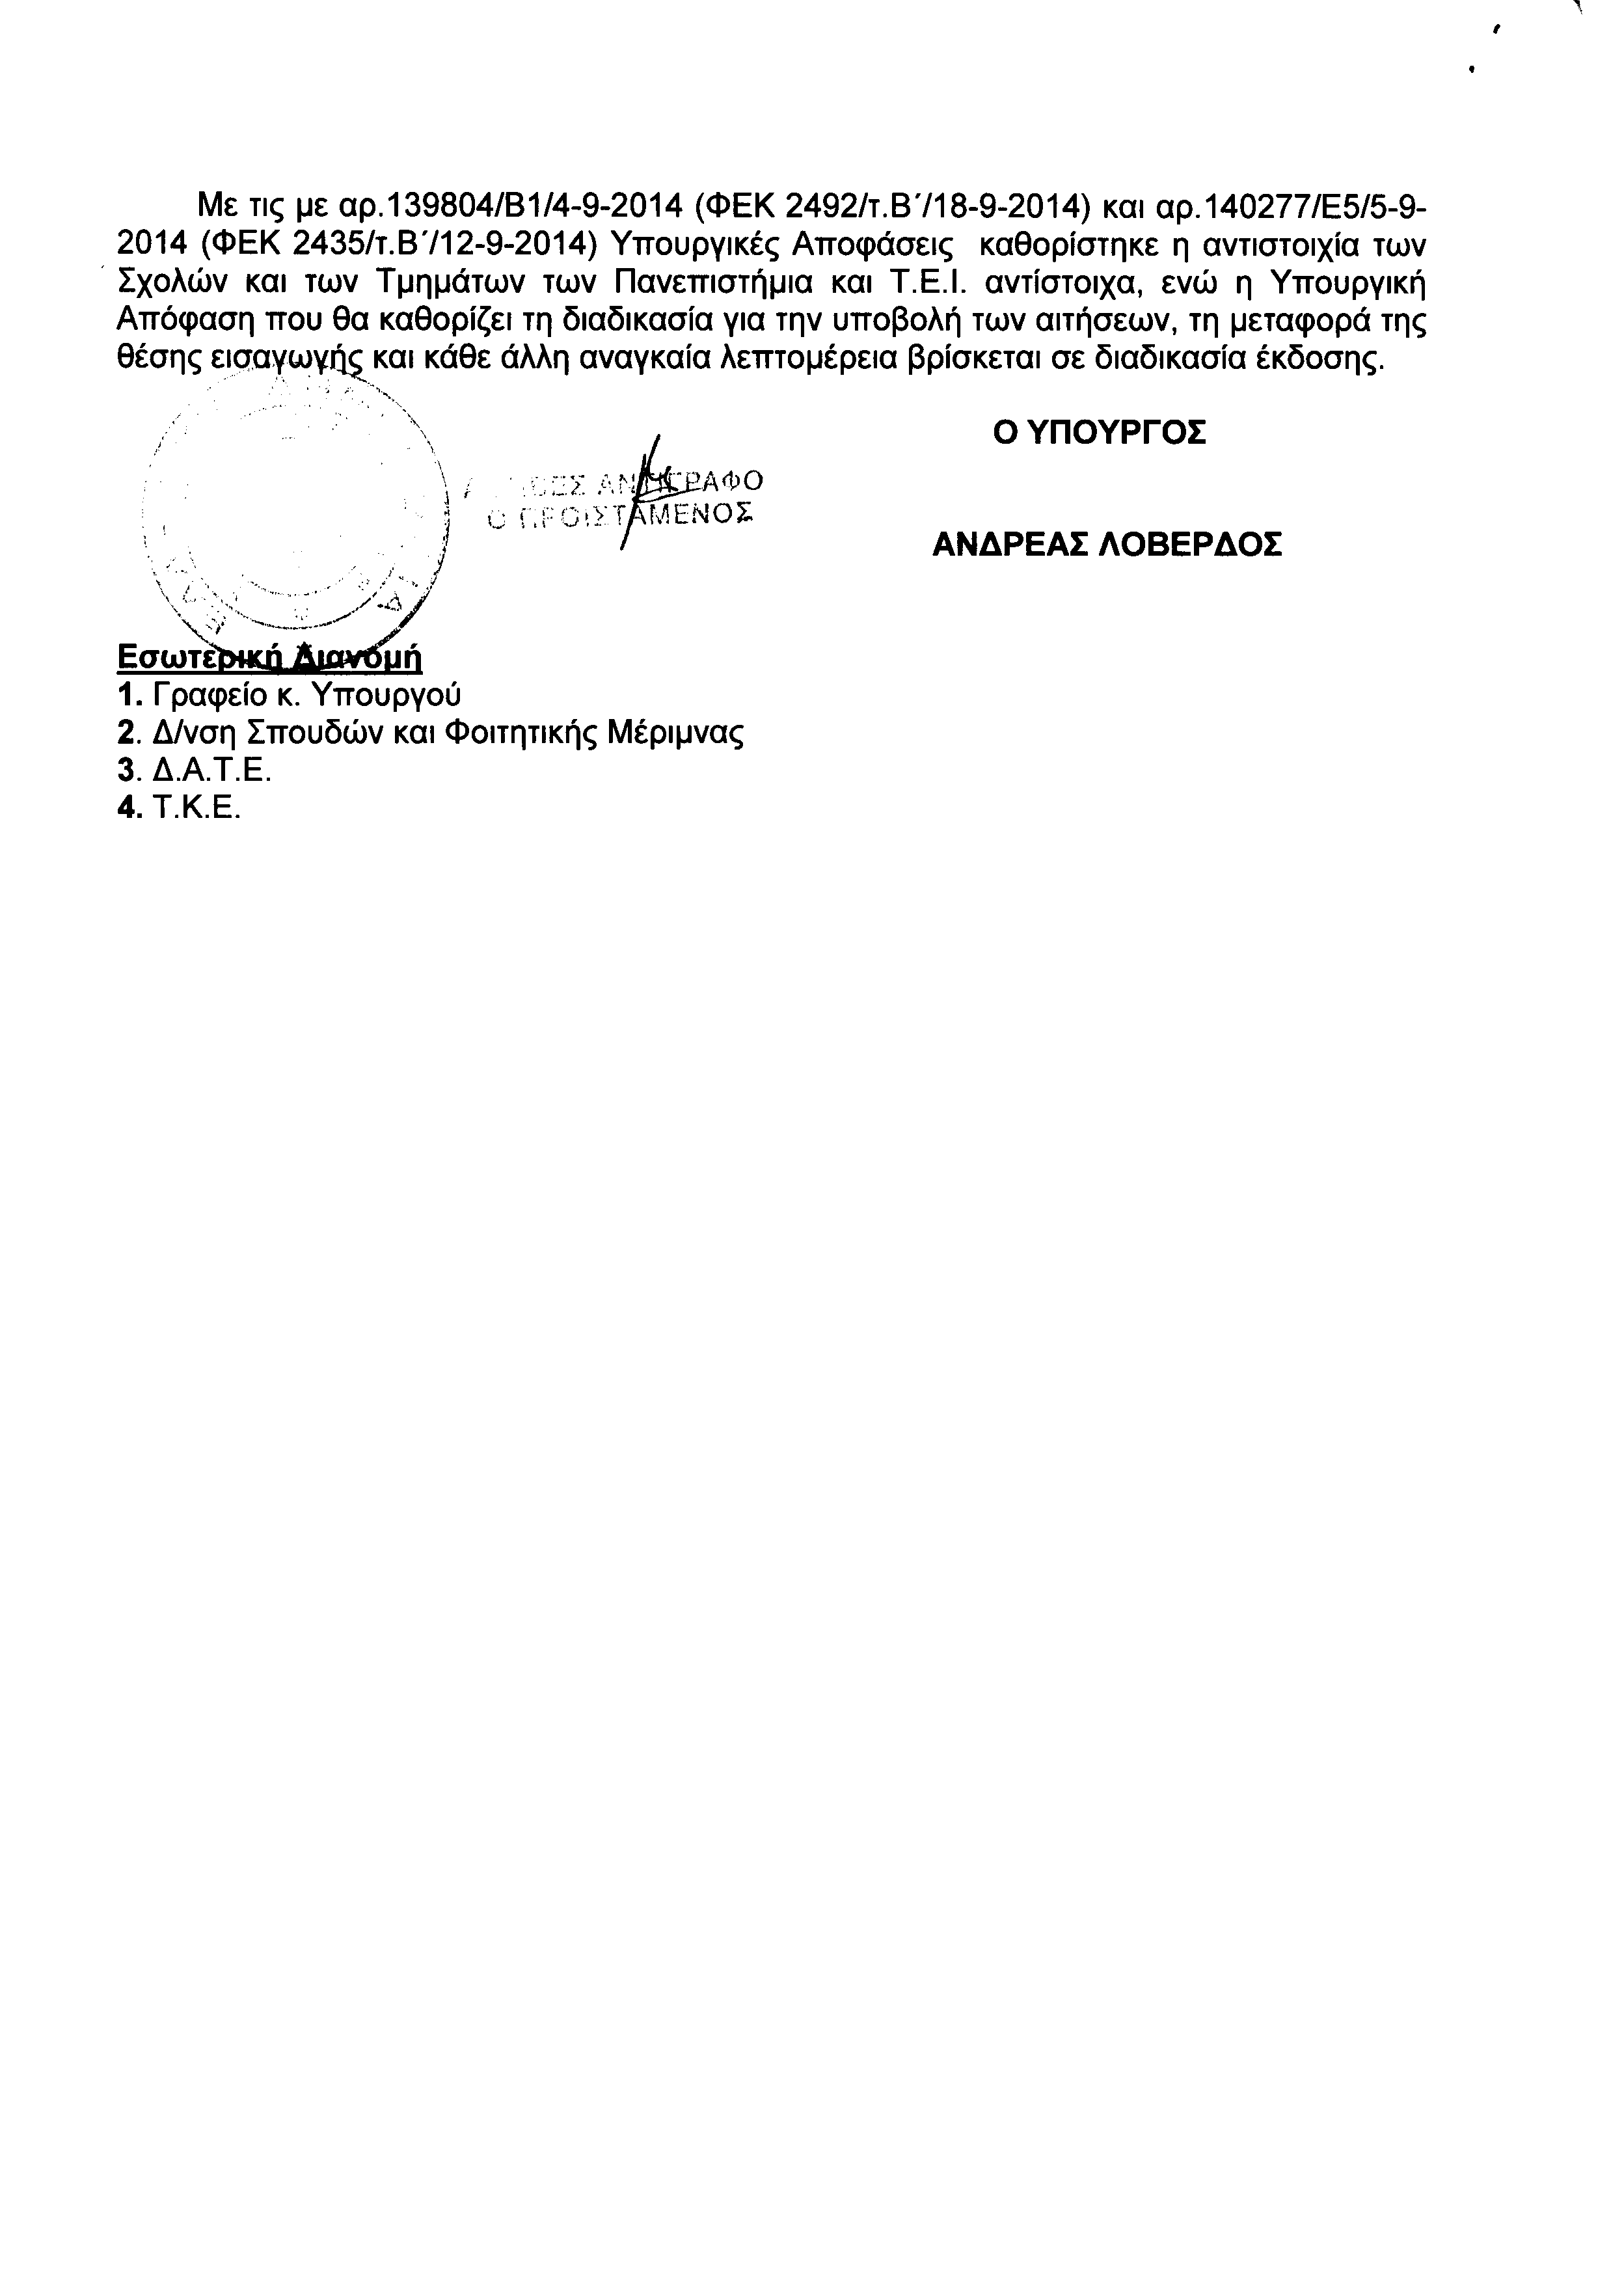 Με τις με αρ.139804/Β1/4-9-2014 (ΦΕΚ 2492/τ.Β΄/18-9-2014) και αρ.140277/Ε5/5-9-
2014 (ΦΕΚ 2435/τ.Β΄/12-9-2014) Υπουργικές Αποφάσεις καθορίστηκε η αντιστοιχία των
Σχολών και των Τμημάτων των Πανεπιστήμια και Τ.Ε.Ι. αντίστοιχα, ενώ η Υπουργική
Απόφαση που θα καθορίζει τη διαδικασία για την υποβολή των αιτήσεων, τη μεταφορά της
θέσης εισαγωγής και κάθε άλλη αναγκαία λεπτομέρεια βρίσκεται σε διαδικασία έκδοσης.
Ο ΥΠΟΥΡΓΟΣ
ΑΝΤΙΓΡΑΦΟ
Ο ΠΡΟΙΣΤΑΜΕΝΟΣ
ΑΝΔΡΕΑΣ ΛΟΒΕΡΔΟΣ
Εσωτερική Διανομή
1. Γραφείο κ. Υπουργού
2. Δ/νση Σπουδών και Φοιτητικής Μέριμνας
3. Δ.Α.Τ.Ε.
4. Τ.Κ.Ε.